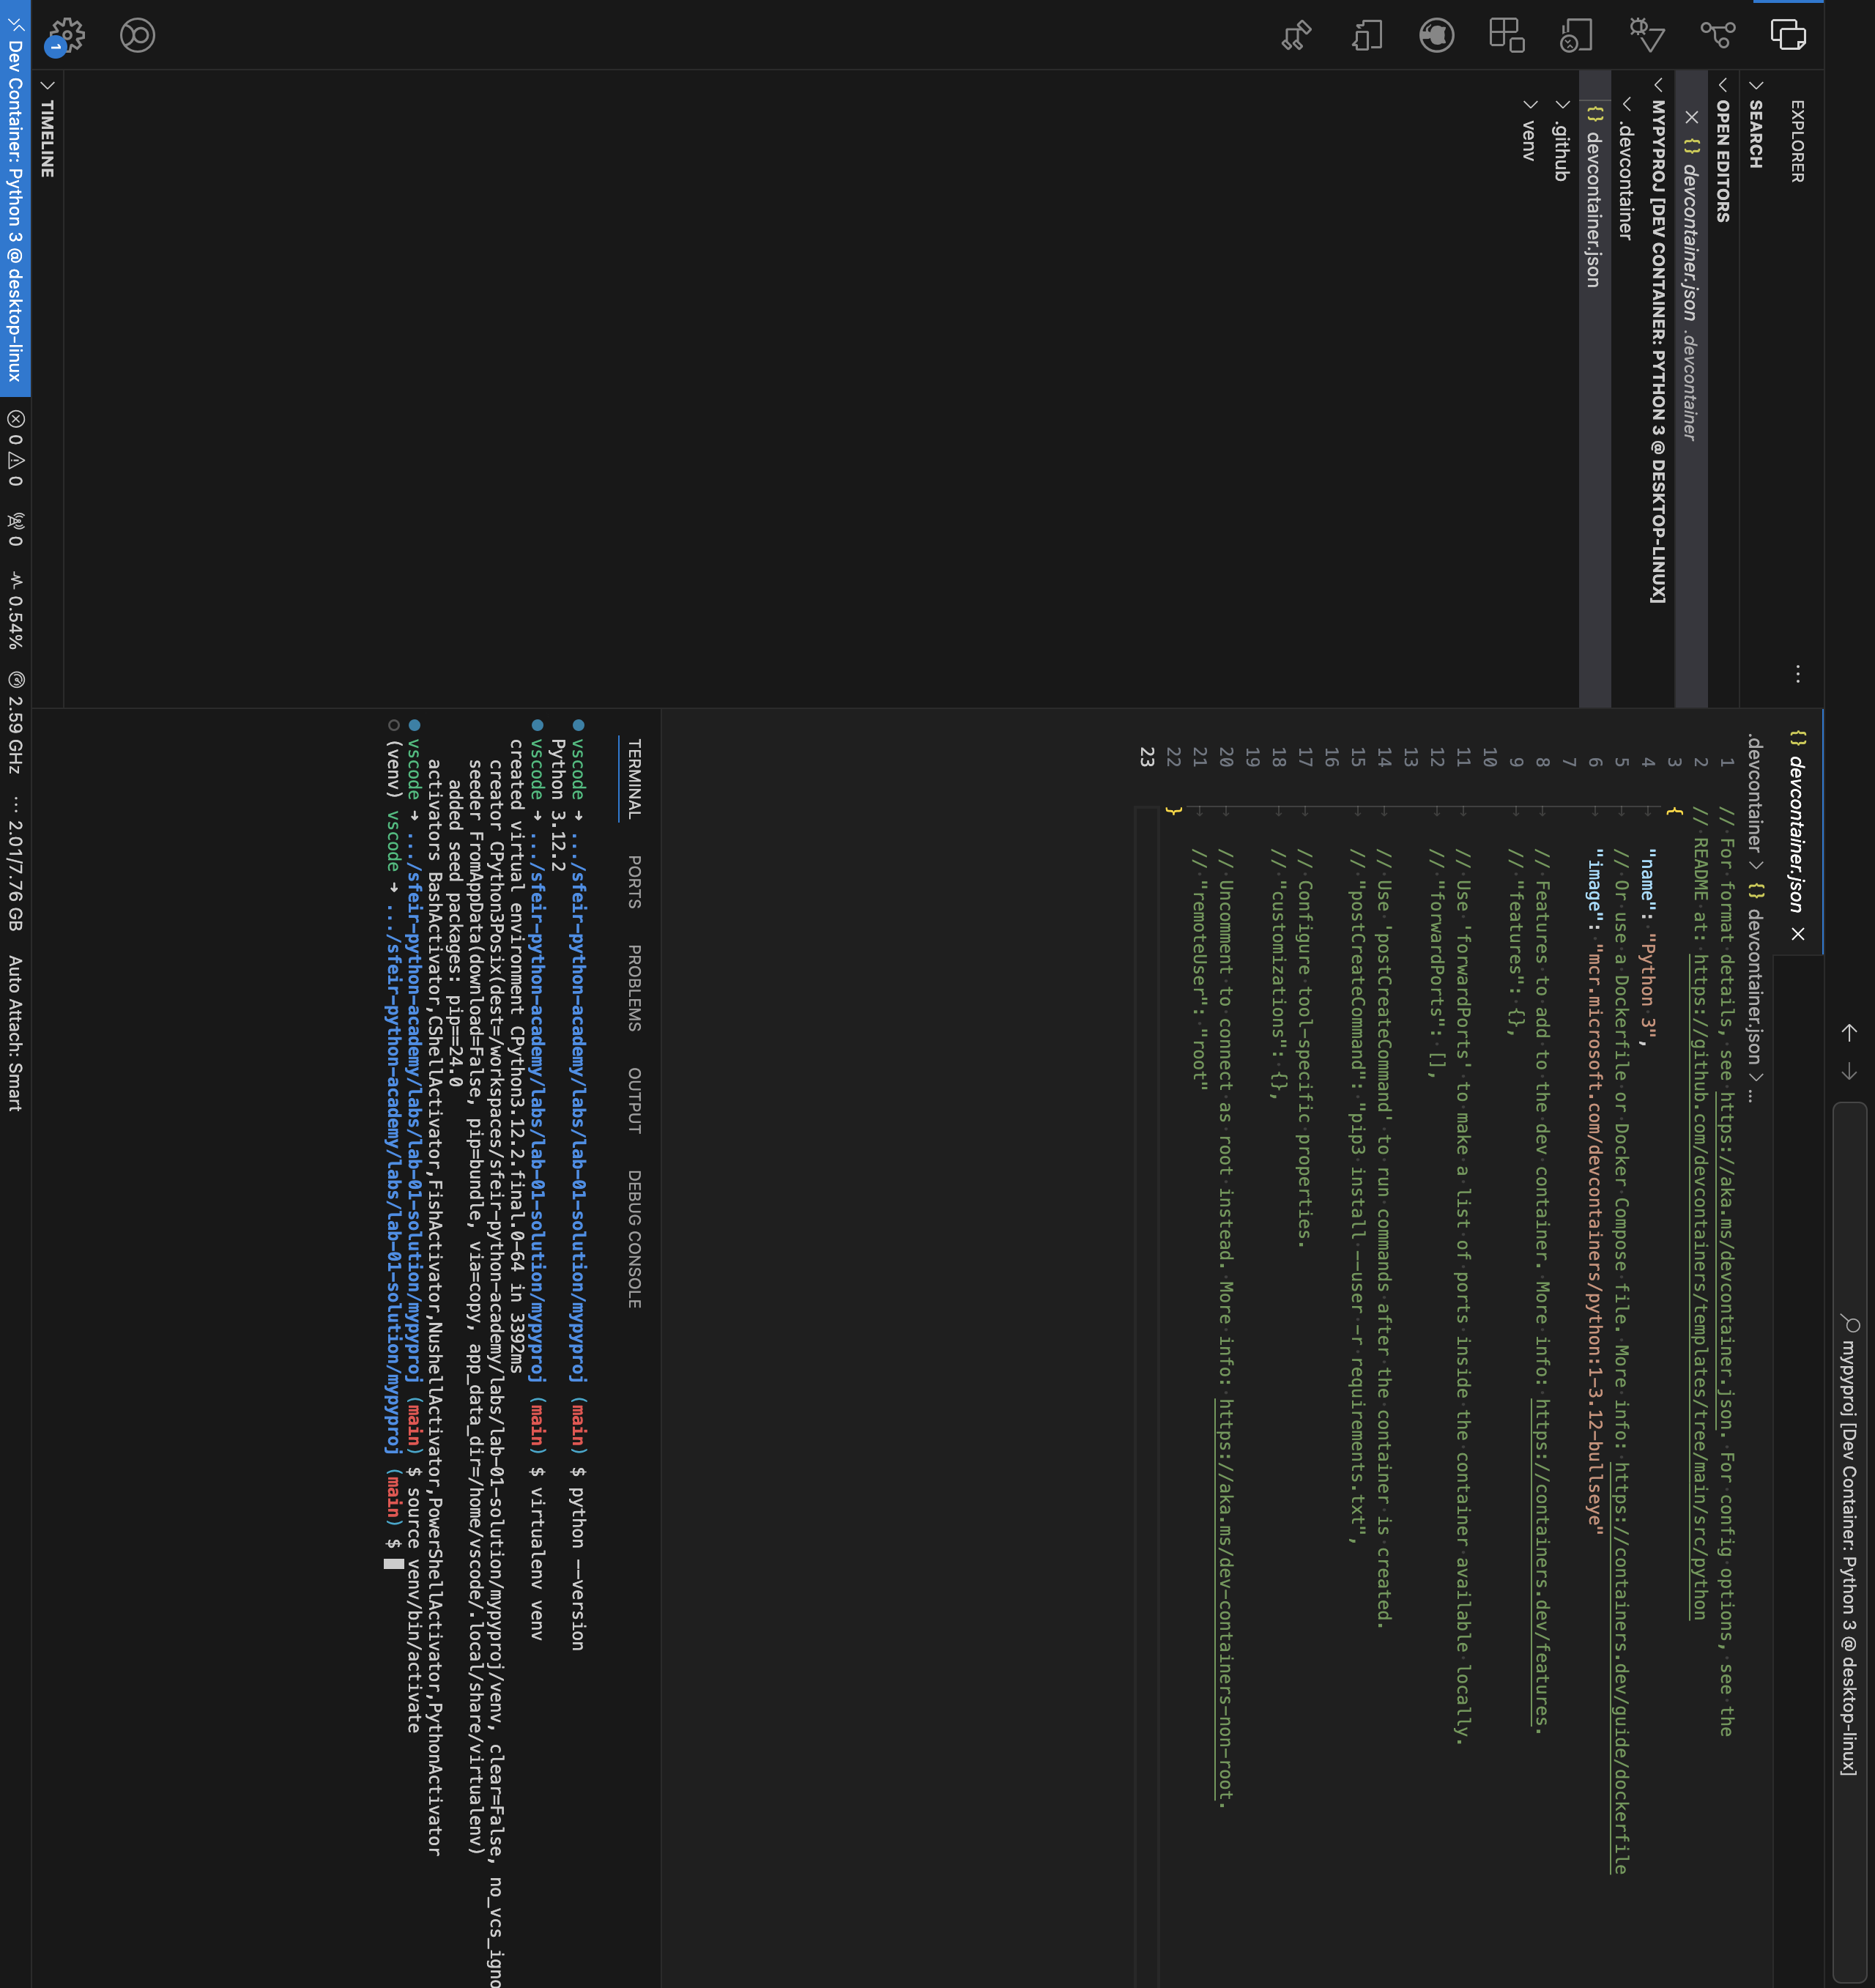 mypyproj [Dev Container: Python 3 @ desktop-linux]
EXPLORER
SEARCH
OPEN EDITORS
{} devcontainer.json .devcontainer
MYPYPROJ [DEV CONTAINER: PYTHON 3 @ DESKTOP-LINUX]
.devcontainer
{} devcontainer.json
.github
venv
TIMELINE
1
{} devcontainer.json
.devcontainer > {} devcontainer.json > ...
1 // For format details, see https://aka.ms/devcontainer.json. For config options, see the
2 // README at: https://github.com/devcontainers/templates/tree/main/src/python
3 {
4 "name": "Python 3",
5 // Or use a Dockerfile or Docker Compose file. More info: https://containers.dev/guide/dockerfile
6 "image": "mcr.microsoft.com/devcontainers/python:1-3.12-bullseye"
7
8 // Features to add to the dev container. More info: https://containers.dev/features.
9 // "features": {},
10
11 // Use 'forwardPorts' to make a list of ports inside the container available locally.
12 // "forwardPorts": [],
13
14 // Use 'postCreateCommand' to run commands after the container is created.
15 // "postCreateCommand": "pip3 install --user -r requirements.txt",
16
17 // Configure tool-specific properties.
18 // "customizations": {},
19
20 // Uncomment to connect as root instead. More info: https://aka.ms/dev-containers-non-root.
21 // "remoteUser": "root"
22 }
23
TERMINAL PORTS PROBLEMS OUTPUT DEBUG CONSOLE
vscode ➜ .../sfeir-python-academy/labs/lab-01-solution/mypyproj (main) $ python --version
Python 3.12.2
vscode ➜ .../sfeir-python-academy/labs/lab-01-solution/mypyproj (main) $ virtualenv venv
created virtual environment CPython3.12.2.final.0-64 in 3392ms
creator CPython3Posix(dest=/workspaces/sfeir-python-academy/labs/lab-01-solution/mypyproj/venv, clear=False, no_vcs_igno
seeder FromAppData(download=False, pip=bundle, via=copy, app_data_dir=/home/vscode/.local/share/virtualenv)
added seed packages: pip==24.0
activators BashActivator,CShellActivator,FishActivator,NushellActivator,PowerShellActivator,PythonActivator
vscode ➜ .../sfeir-python-academy/labs/lab-01-solution/mypyproj (main) $ source venv/bin/activate
(venv) vscode ➜ .../sfeir-python-academy/labs/lab-01-solution/mypyproj (main) $
Dev Container: Python 3 @ desktop-linux 0 0 0 0.54% 2.59 GHz ... 2.01/7.76 GB Auto Attach: Smart